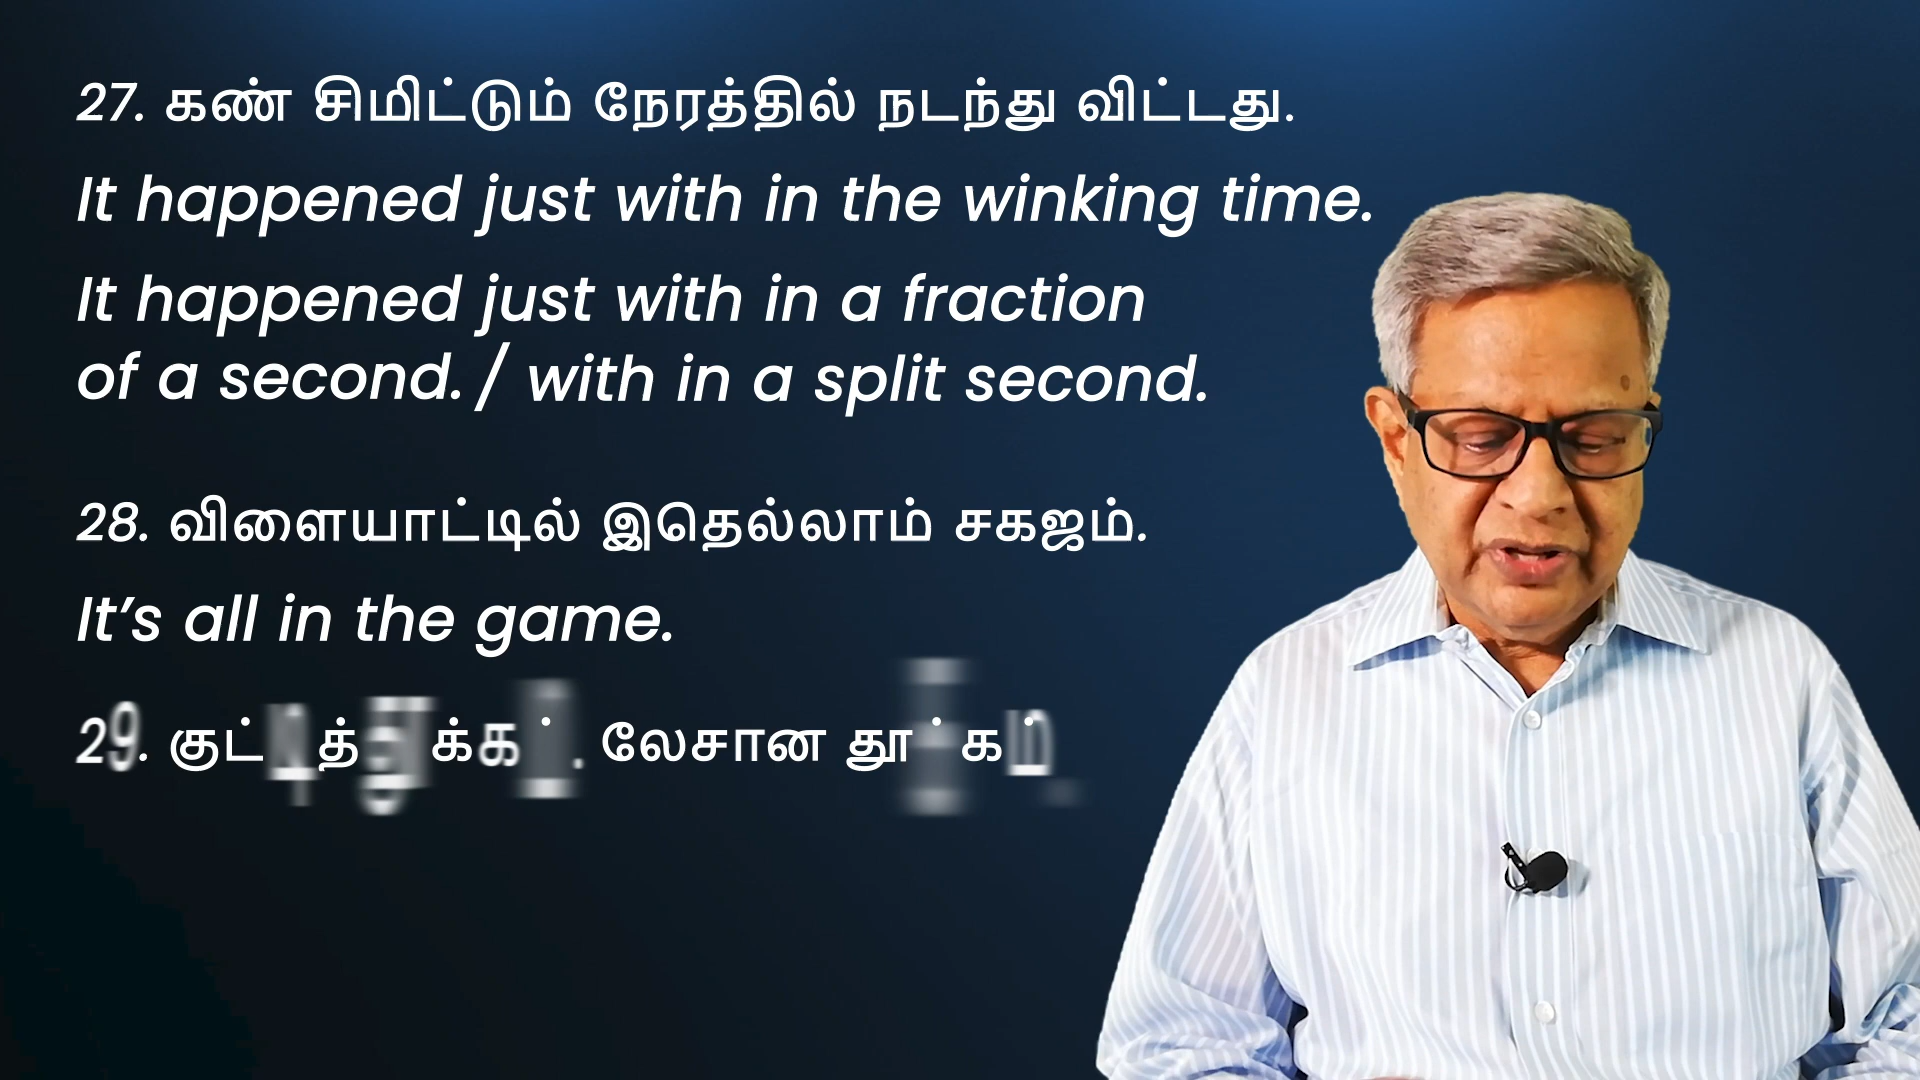 27. கண் சிமிட்டும் நேரத்தில் நடந்து விட்டது.
It happened just with in the winking time.
It happened just with in a fraction
of a second. / with in a split second.
28. விளையாட்டில் இதெல்லாம் சகஜம்.
It’s all in the game.
29. லேசான